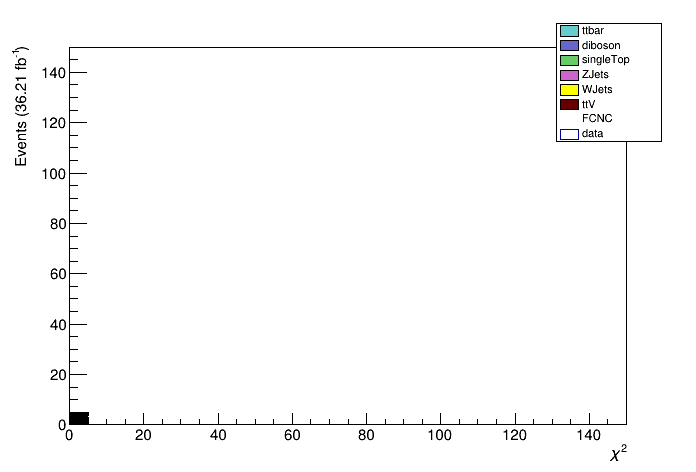 ttbar
diboson
singleTop
ZJets
WJets
ttV
FCNC
data
Events (36.21 fb⁻¹)
140
120
100
80
60
40
20
0
0 20 40 60 80 100 120 140
χ²